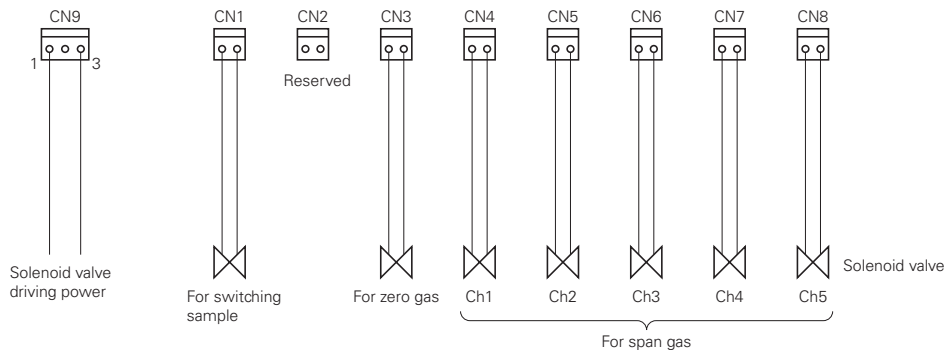 CN9 CN1 CN2 CN3 CN4 CN5 CN6 CN7 CN8
1 3
Reserved
Solenoid valve
driving power
For switching
sample
For zero gas
Ch1 Ch2 Ch3 Ch4 Ch5
Solenoid valve
For span gas